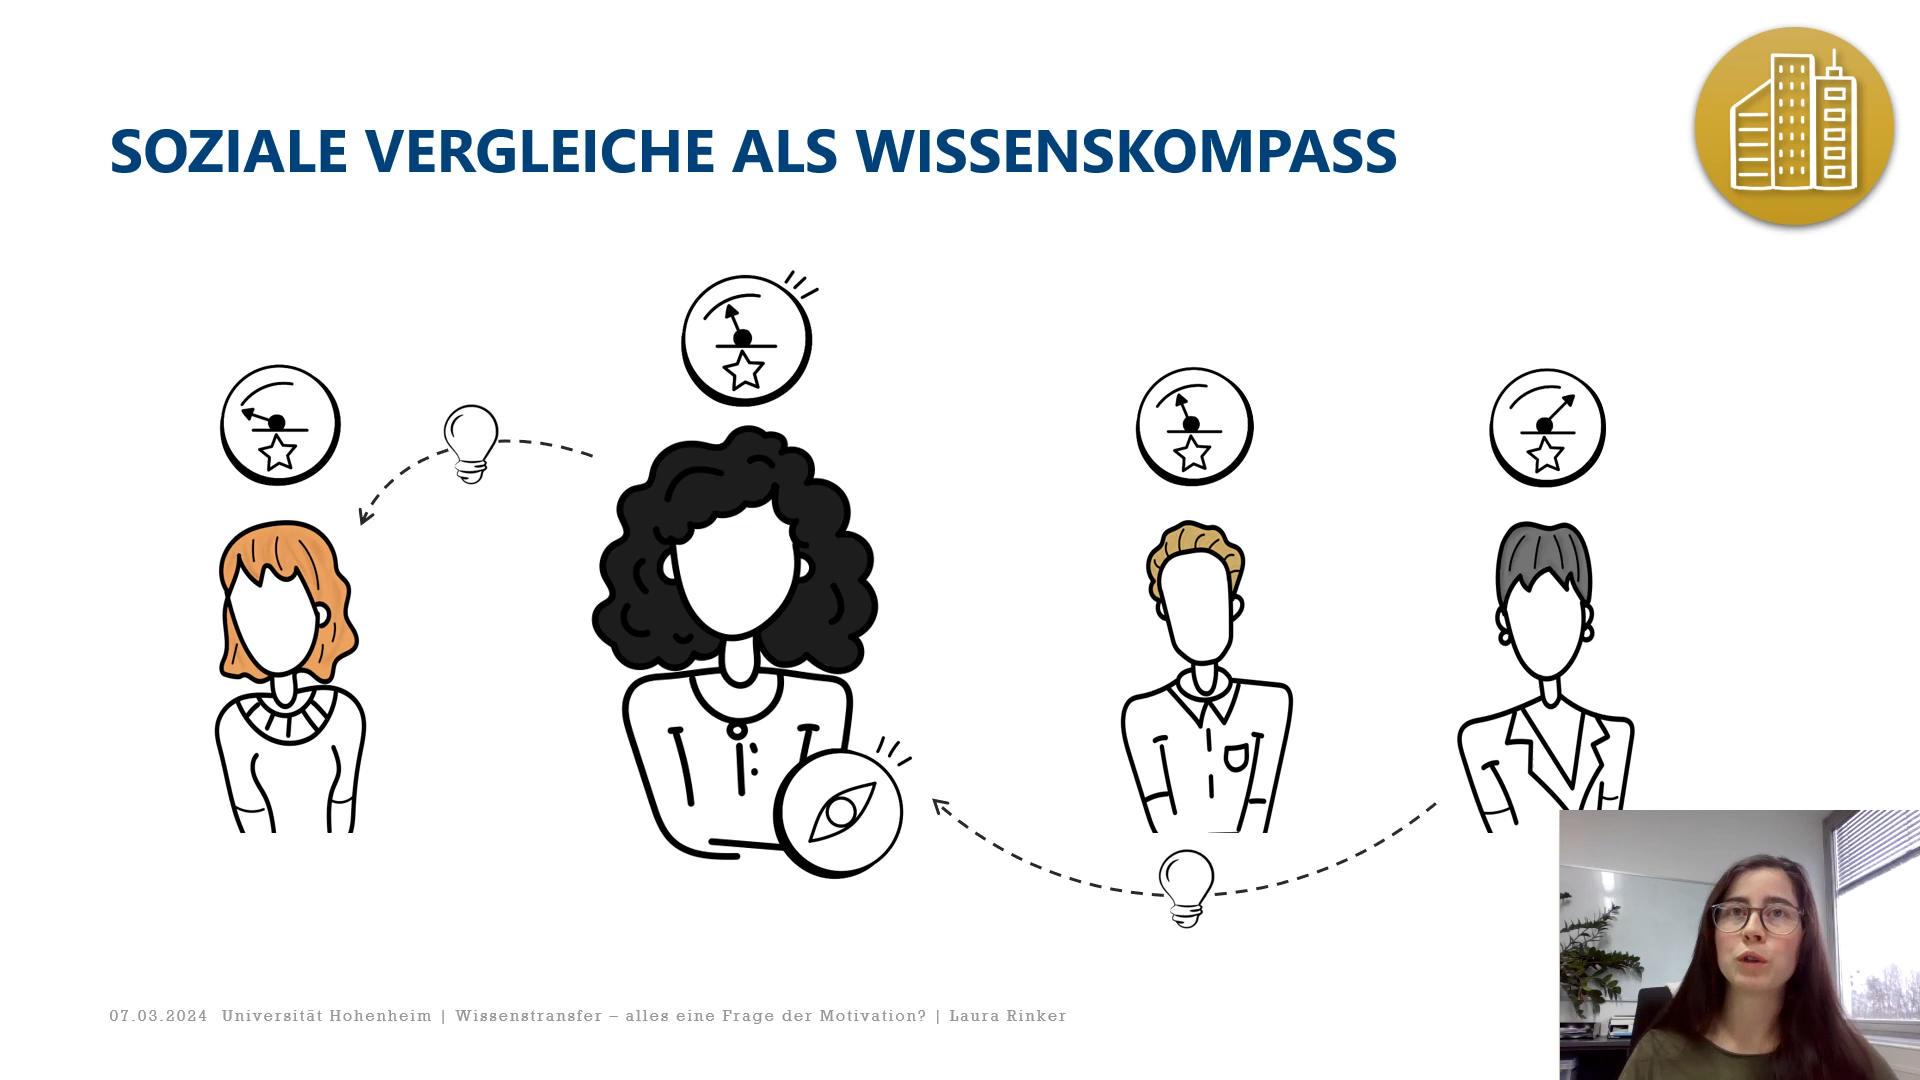 SOZIALE VERGLEICHE ALS WISSENSKOMPASS
07.03.2024 Universität Hohenheim | Wissenstransfer – alles eine Frage der Motivation? | Laura Rinker